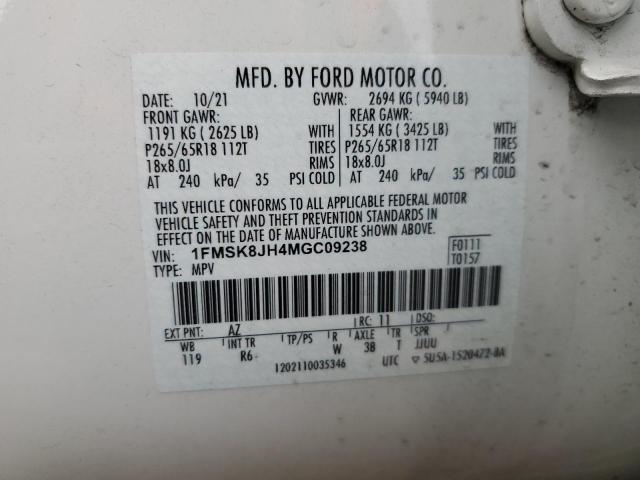 MFD. BY FORD MOTOR CO.
DATE: 10/21 GVWR: 2694 KG ( 5940 LB)
FRONT GAWR: REAR GAWR:
1191 KG ( 2625 LB) WITH 1554 KG ( 3425 LB) WITH
P265/65R18 112T TIRES P265/65R18 112T TIRES
18x8.0J RIMS 18x8.0J RIMS
AT 240 kPa/ 35 PSI COLD AT 240 kPa/ 35 PSI COLD
THIS VEHICLE CONFORMS TO ALL APPLICABLE FEDERAL MOTOR
VEHICLE SAFETY AND THEFT PREVENTION STANDARDS IN
EFFECT ON THE DATE OF MANUFACTURE SHOWN ABOVE.
VIN: 1FMSK8JH4MGC09238 F0111
TYPE: MPV T0157
EXT PNT: AZ RC: 11 DSO:
WB INT TR TP/PS R AXLE TR SPR
119 R6 W 38 T JJUU
1202110035346 UTC ▽ 5U5A-1520472-BA